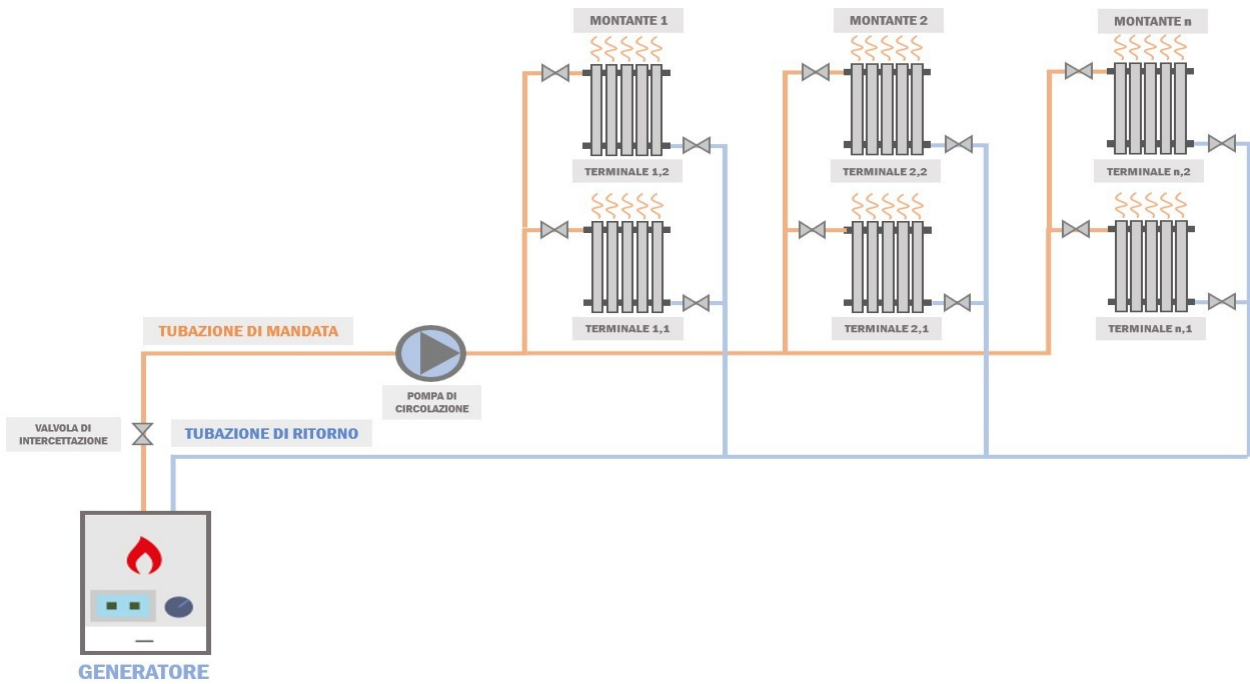 MONTANTE 1
MONTANTE 2
MONTANTE n
TERMINALE 1,2
TERMINALE 2,2
TERMINALE n,2
TERMINALE 1,1
TERMINALE 2,1
TERMINALE n,1
TUBAZIONE DI MANDATA
POMPA DI
CIRCOLAZIONE
VALVOLA DI
INTERCETTAZIONE
TUBAZIONE DI RITORNO
GENERATORE